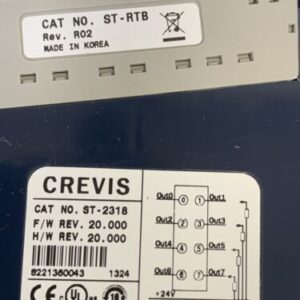 CAT NO. ST-RTB
Rev. R02
MADE IN KOREA
CREVIS
CAT NO. ST-2318
F/W REV. 20.000
H/W REV. 20.000
8221360043 1324
Out0 0 1 Out1
Out2 2 3 Out3
Out4 4 5 Out5
Out6 6 7 Out7
+24V
CE UL